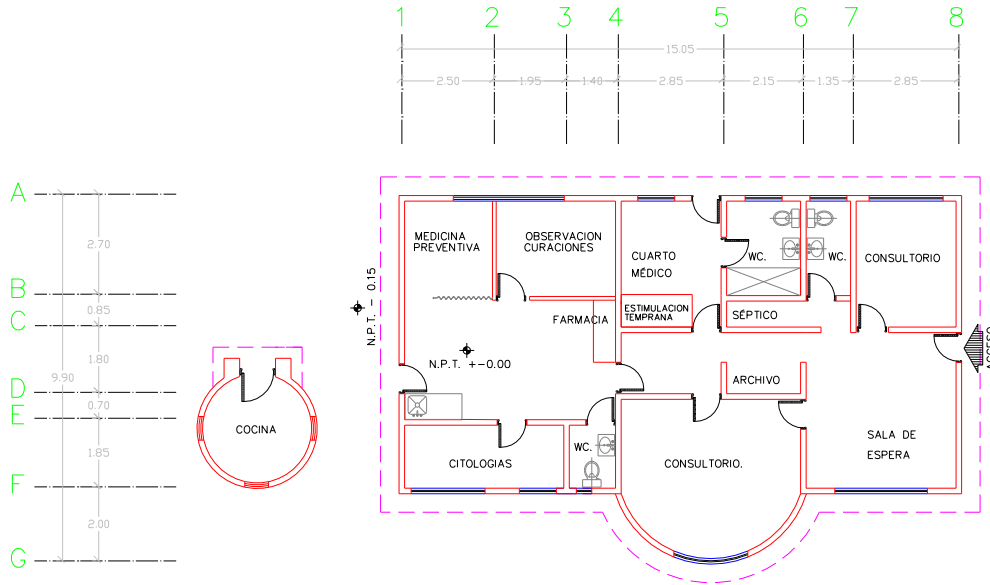 1 2 3 4 5 6 7 8
15.05
2.50 1.95 1.40 2.85 2.15 1.35 2.85
A
B
C
D
E
F
G
2.70
0.85
1.80
0.70
1.85
2.00
9.90
COCINA
N.P.T. - 0.15
MEDICINA
PREVENTIVA
OBSERVACION
CURACIONES
CUARTO
MÉDICO
WC.
WC.
CONSULTORIO
ESTIMULACION
TEMPRANA
SÉPTICO
FARMACIA
N.P.T. +-0.00
ARCHIVO
ACCESO
CITOLOGIAS
WC.
CONSULTORIO.
SALA DE
ESPERA